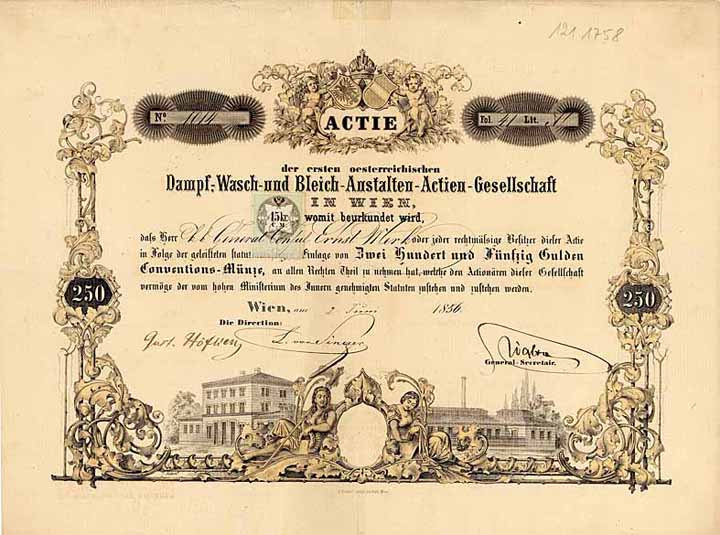 121.1758
ACTIE
No
Fol. Lit.
der ersten oesterreichischen
Dampf-, Wasch- und Bleich-Anstalten-Actien-Gesellschaft
IN WIEN,
womit beurkundet wird,
15 kr.
C.M.
daſs Herr General Consul Ernst Merck oder jeder rechtmäſsige Besitzer dieſer Actie
in Folge der geleiſteten Einlage von Zwei Hundert und Fünfzig Gulden
Conventions-Münze, an allen Rechten Theil zu nehmen hat, welche den Actionären dieſer Geſellſchaft
vermöge der vom hohen Miniſterium des Innern genehmigten Statuten zuſtehen und zuſtehen werden.
250
250
Wien, am 2 Juni 1856.
Die Direction:
General-Secretair.